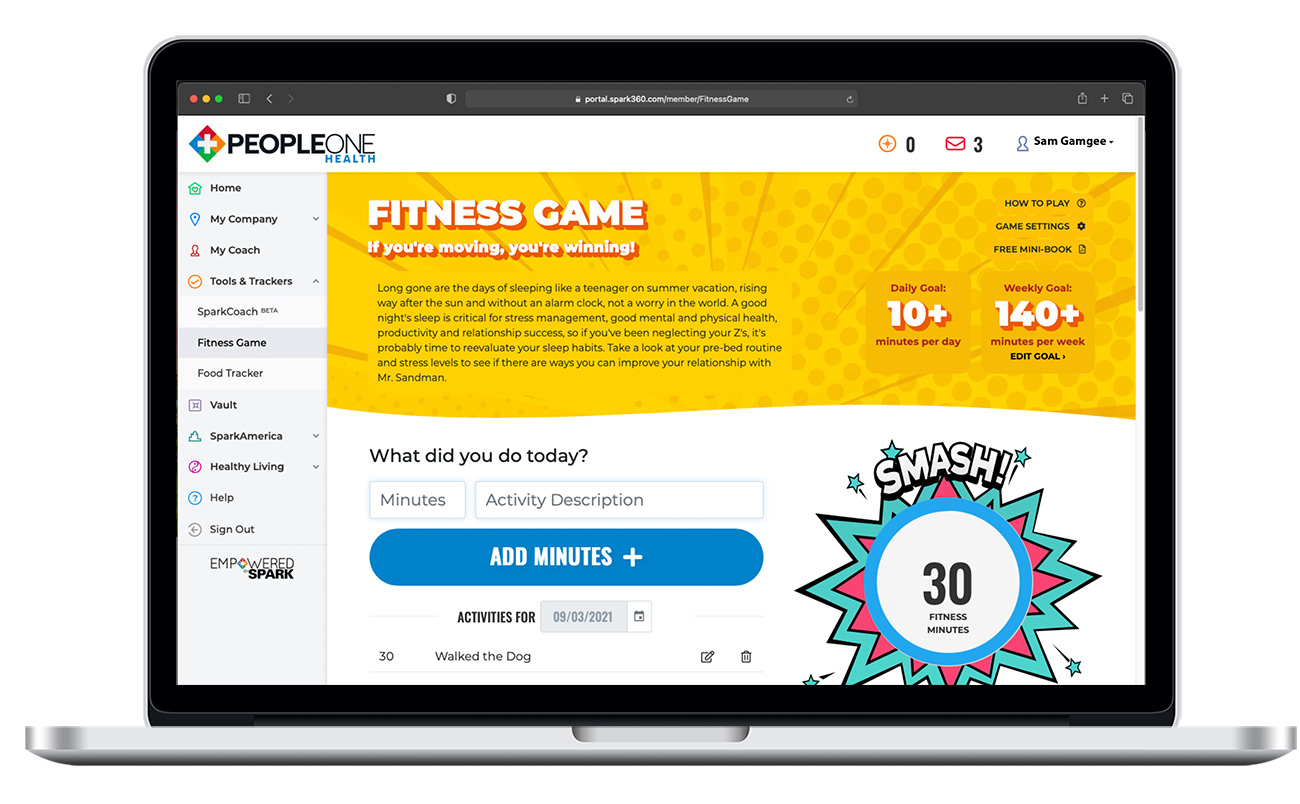 portal.spark360.com/member/FitnessGame
PEOPLEONE
HEALTH
0
3
Sam Gamgee
Home
My Company
My Coach
Tools & Trackers
SparkCoach BETA
Fitness Game
Food Tracker
Vault
SparkAmerica
Healthy Living
Help
Sign Out
EMPOWERED
BY SPARK
FITNESS GAME
If you're moving, you're winning!
Long gone are the days of sleeping like a teenager on summer vacation, rising
way after the sun and without an alarm clock, not a worry in the world. A good
night's sleep is critical for stress management, good mental and physical health,
productivity and relationship success, so if you've been neglecting your Z's, it's
probably time to reevaluate your sleep habits. Take a look at your pre-bed routine
and stress levels to see if there are ways you can improve your relationship with
Mr. Sandman.
HOW TO PLAY
GAME SETTINGS
FREE MINI-BOOK
Daily Goal:
10+
minutes per day
Weekly Goal:
140+
minutes per week
EDIT GOAL ›
What did you do today?
Minutes
Activity Description
ADD MINUTES +
ACTIVITIES FOR 09/03/2021
30 Walked the Dog
SMASH!
30
FITNESS
MINUTES